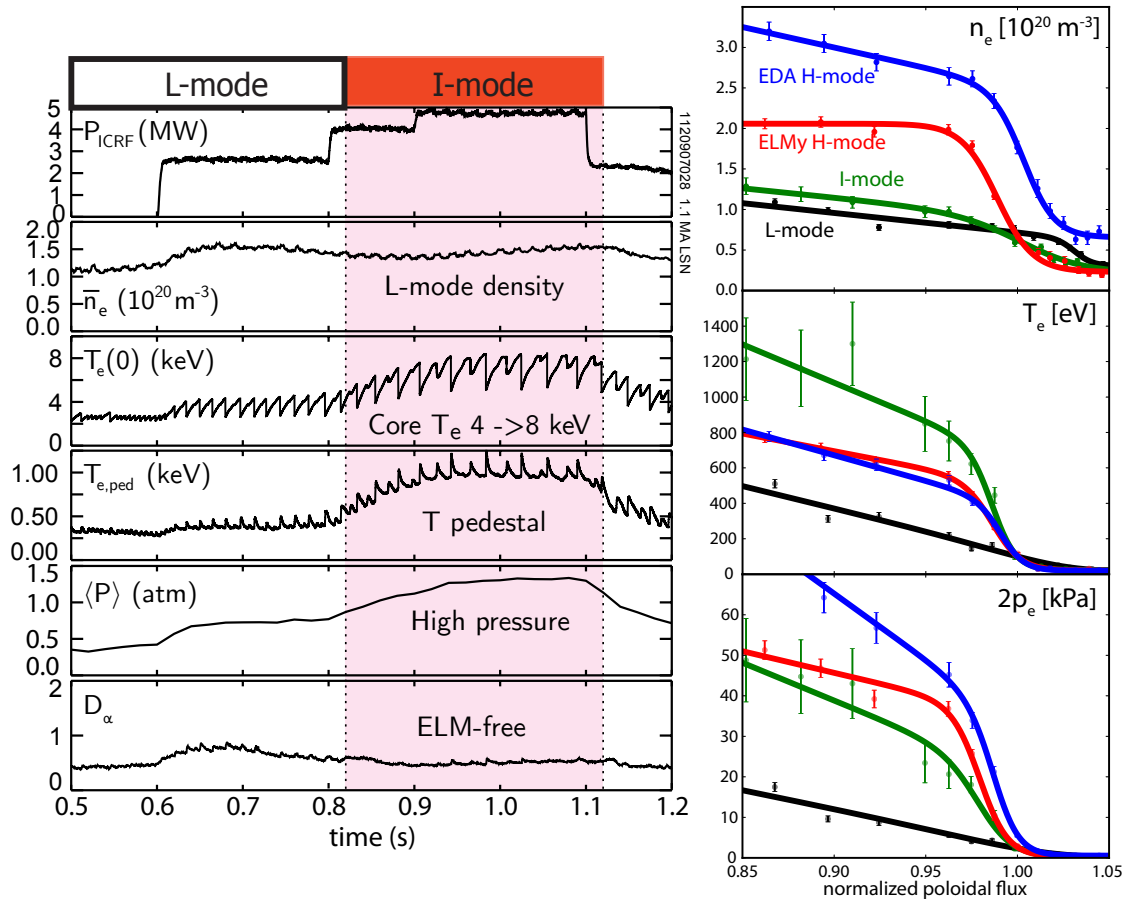 L-mode
I-mode
P_ICRF (MW)
5
4
3
2
1
0
1120907028 1.1 MA LSN
2.0
1.5
1.0
0.5
0.0
n̅_e (10^20 m^-3)
L-mode density
T_e(0) (keV)
8
4
0
Core T_e 4 ->8 keV
T_e,ped (keV)
1.00
0.50
0.00
T pedestal
⟨P⟩ (atm)
1.5
1.0
0.5
0.0
High pressure
D_α
2
1
0
ELM-free
0.5 0.6 0.7 0.8 0.9 1.0 1.1 1.2
time (s)
n_e [10^20 m^-3]
3.0
2.5
2.0
1.5
1.0
0.5
0.0
EDA H-mode
ELMy H-mode
I-mode
L-mode
T_e [eV]
1400
1200
1000
800
600
400
200
0
2p_e [kPa]
60
50
40
30
20
10
0
0.85 0.90 0.95 1.00 1.05
normalized poloidal flux